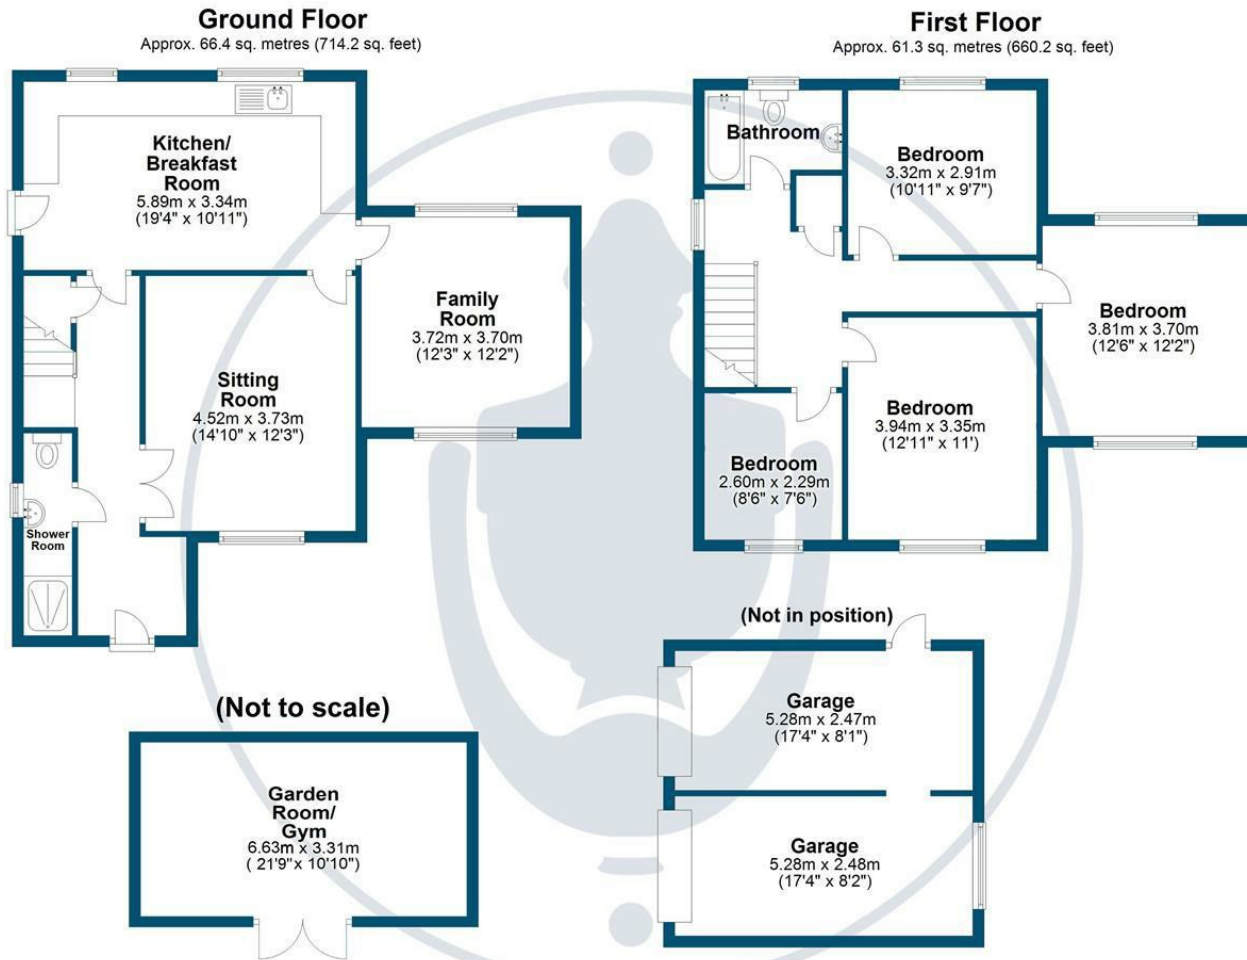 Ground Floor
Approx. 66.4 sq. metres (714.2 sq. feet)
Kitchen/
Breakfast
Room
5.89m x 3.34m
(19'4" x 10'11")
Family
Room
3.72m x 3.70m
(12'3" x 12'2")
Sitting
Room
4.52m x 3.73m
(14'10" x 12'3")
Shower
Room
First Floor
Approx. 61.3 sq. metres (660.2 sq. feet)
Bathroom
Bedroom
3.32m x 2.91m
(10'11" x 9'7")
Bedroom
3.81m x 3.70m
(12'6" x 12'2")
Bedroom
3.94m x 3.35m
(12'11" x 11')
Bedroom
2.60m x 2.29m
(8'6" x 7'6")
(Not to scale)
Garden
Room/
Gym
6.63m x 3.31m
( 21'9"x 10'10")
(Not in position)
Garage
5.28m x 2.47m
(17'4" x 8'1")
Garage
5.28m x 2.48m
(17'4" x 8'2")